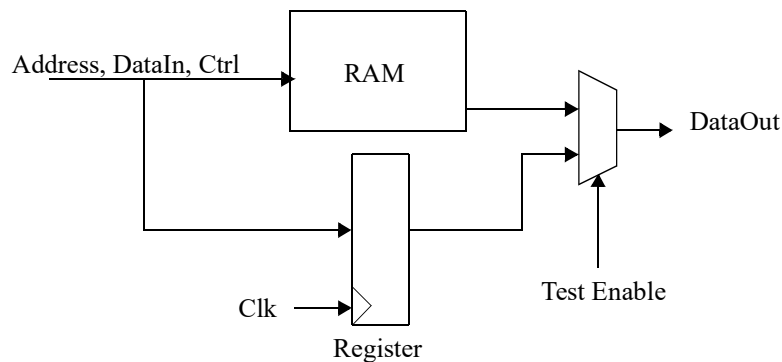 Address, DataIn, Ctrl
RAM
DataOut
Test Enable
Clk
Register